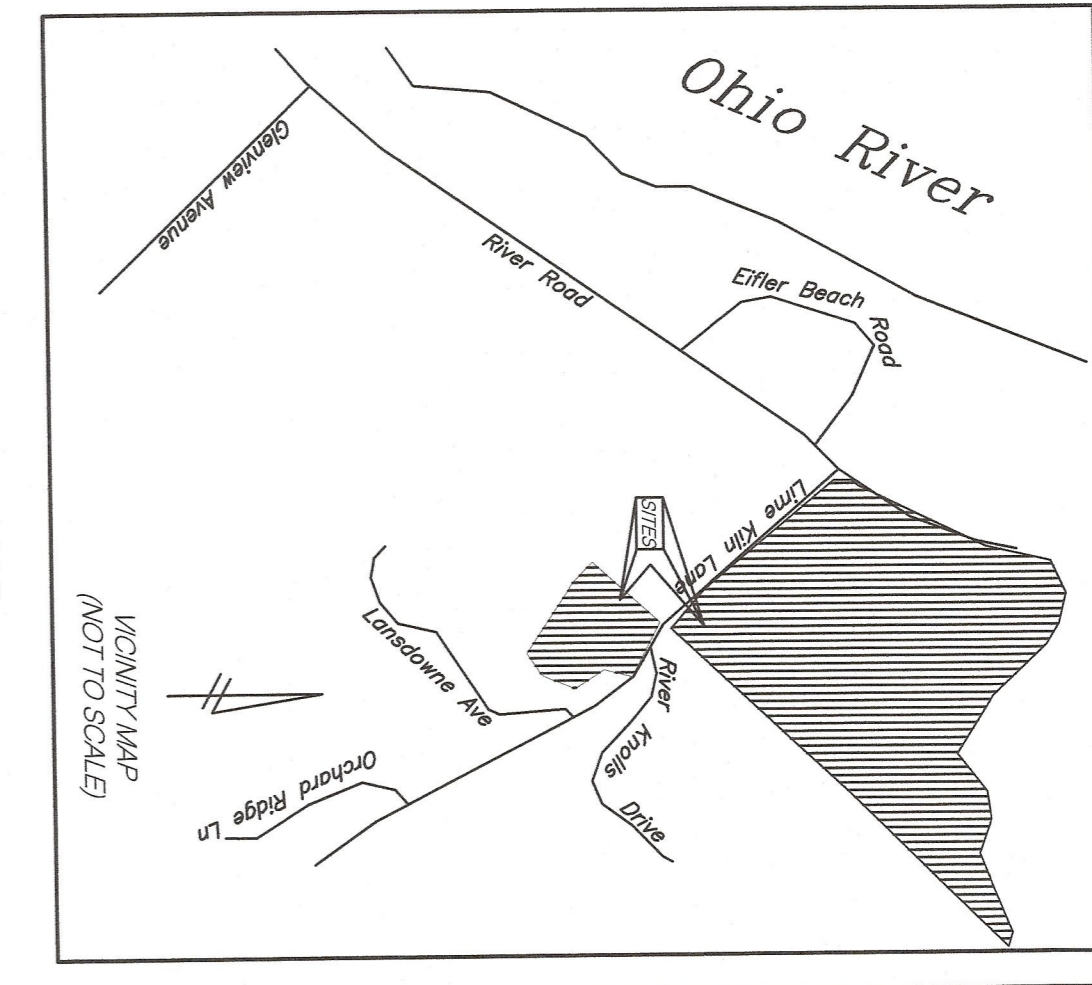 Ohio River
Glenview Avenue
River Road
Eifler Beach Road
Lime Kiln Lane
SITES
Lansdowne Ave
River Knolls Drive
Orchard Ridge Ln
VICINITY MAP
(NOT TO SCALE)